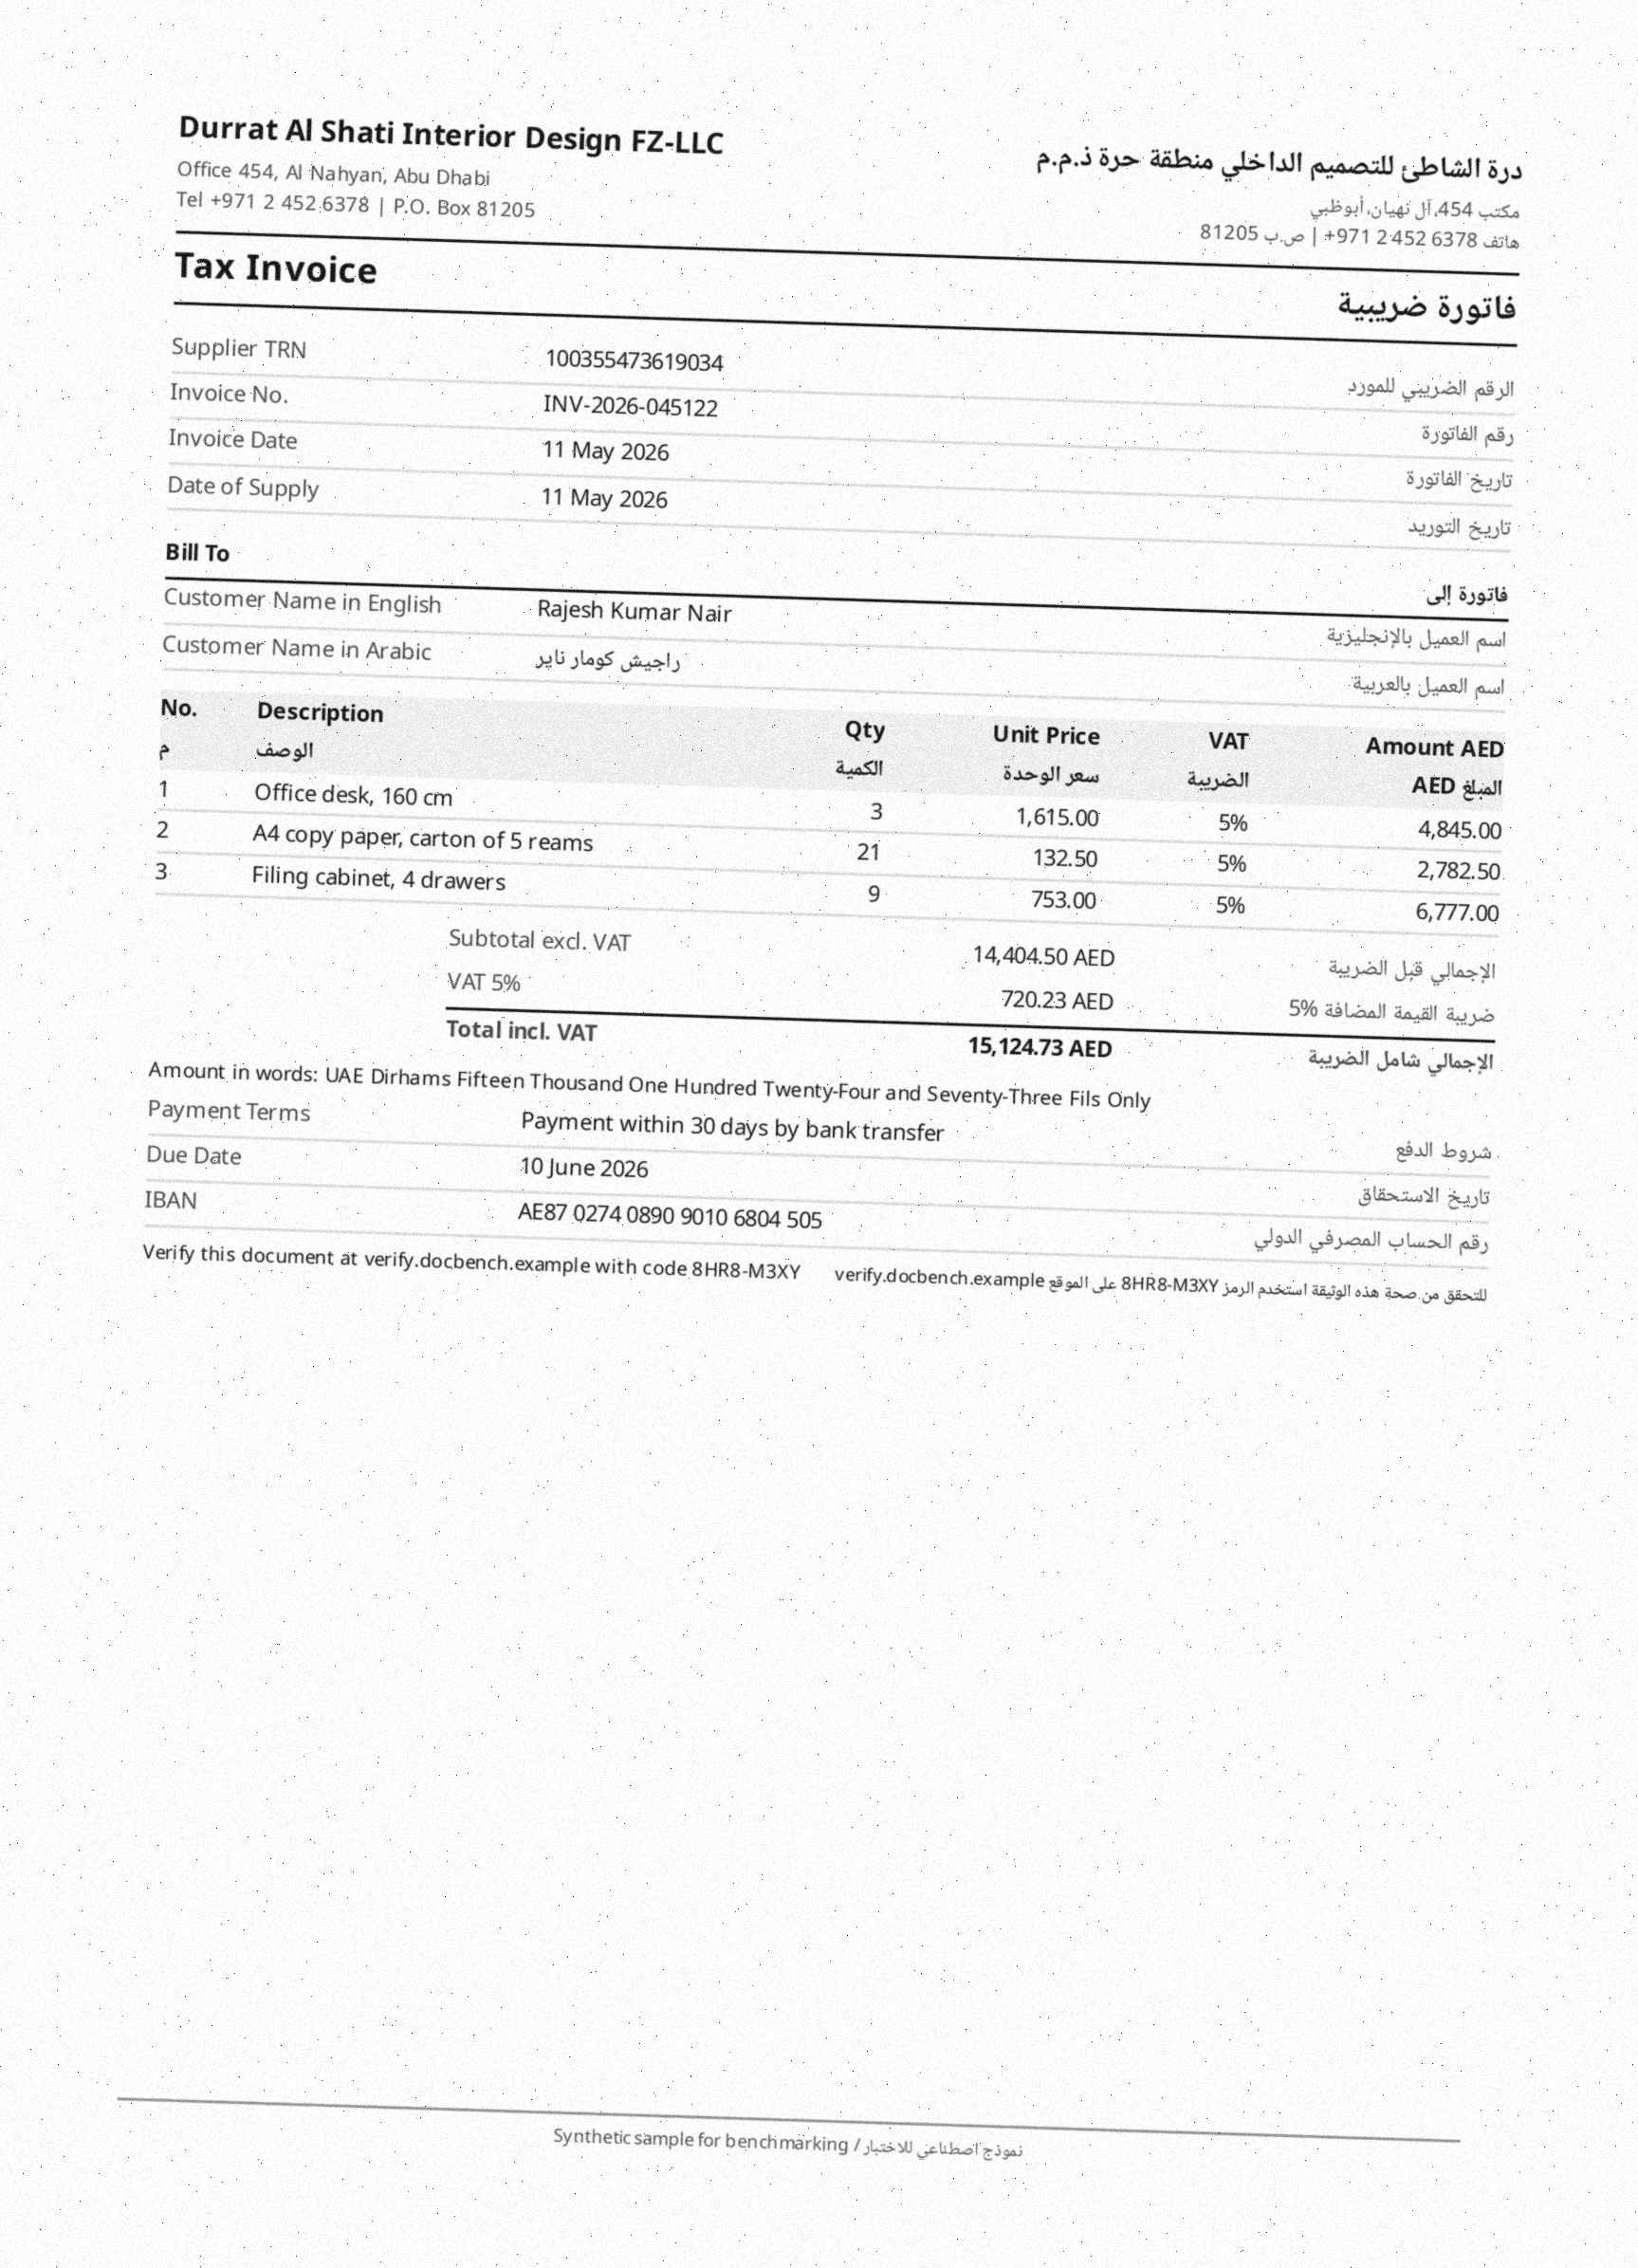 Durrat Al Shati Interior Design FZ-LLC
درة الشاطئ للتصميم الداخلي منطقة حرة ذ.م.م
Office 454, Al Nahyan, Abu Dhabi
مكتب 454، آل نهيان، أبوظبي
Tel +971 2 452 6378 | P.O. Box 81205
هاتف 6378 452 2 971+ | ص.ب 81205
Tax Invoice فاتورة ضريبية
Supplier TRN 100355473619034 الرقم الضريبي للمورد
Invoice No. INV-2026-045122 رقم الفاتورة
Invoice Date 11 May 2026 تاريخ الفاتورة
Date of Supply 11 May 2026 تاريخ التوريد
Bill To فاتورة إلى
Customer Name in English Rajesh Kumar Nair اسم العميل بالإنجليزية
Customer Name in Arabic راجيش كومار ناير اسم العميل بالعربية
No. Description Qty Unit Price VAT Amount AED
م الوصف الكمية سعر الوحدة الضريبة المبلغ AED
1 Office desk, 160 cm 3 1,615.00 5% 4,845.00
2 A4 copy paper, carton of 5 reams 21 132.50 5% 2,782.50
3 Filing cabinet, 4 drawers 9 753.00 5% 6,777.00
Subtotal excl. VAT 14,404.50 AED الإجمالي قبل الضريبة
VAT 5% 720.23 AED ضريبة القيمة المضافة 5%
Total incl. VAT 15,124.73 AED الإجمالي شامل الضريبة
Amount in words: UAE Dirhams Fifteen Thousand One Hundred Twenty-Four and Seventy-Three Fils Only
Payment Terms Payment within 30 days by bank transfer شروط الدفع
Due Date 10 June 2026 تاريخ الاستحقاق
IBAN AE87 0274 0890 9010 6804 505 رقم الحساب المصرفي الدولي
Verify this document at verify.docbench.example with code 8HR8-M3XY
للتحقق من صحة هذه الوثيقة استخدم الرمز 8HR8-M3XY على الموقع verify.docbench.example
Synthetic sample for benchmarking / نموذج اصطناعي للاختبار